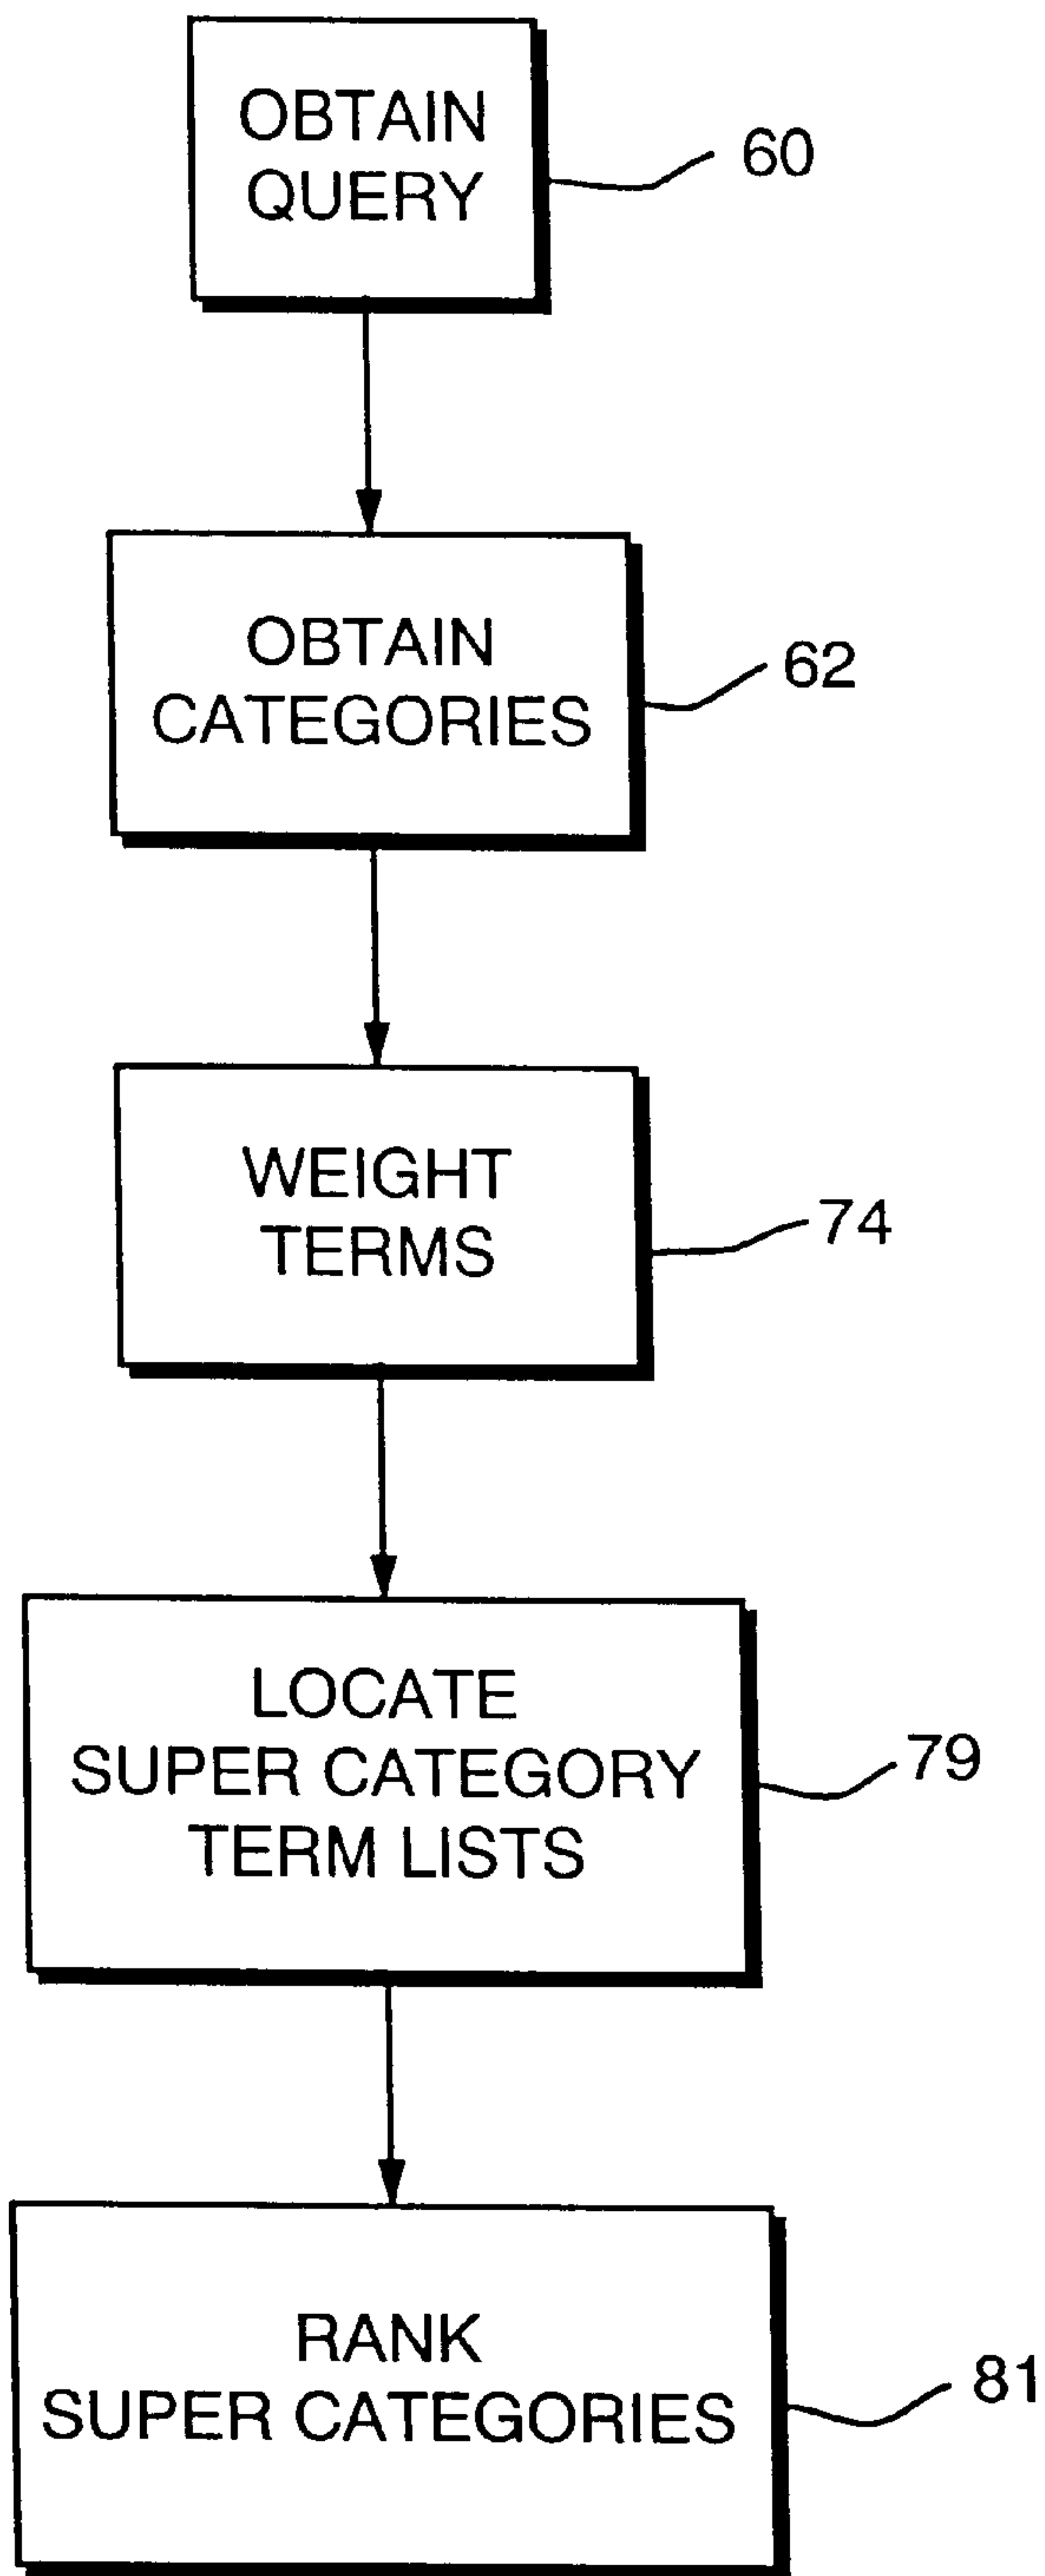 OBTAIN
QUERY
60
OBTAIN
CATEGORIES
62
WEIGHT
TERMS
74
LOCATE
SUPER CATEGORY
TERM LISTS
79
RANK
SUPER CATEGORIES
81